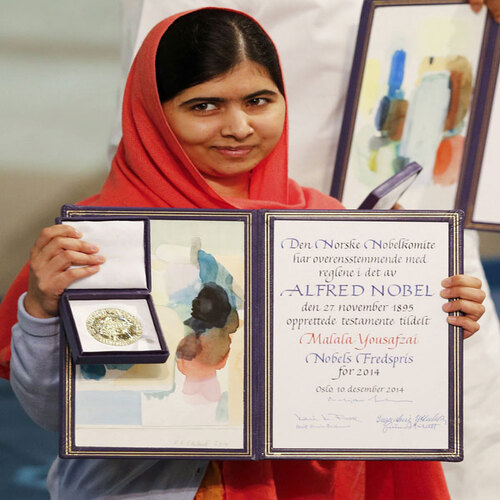 Den Norske Nobelkomite
har overensstemmende med
reglene i det av
ALFRED NOBEL
den 27 november 1895
opprettede testamente tildelt
Malala Yousafzai
Nobels Fredspris
for 2014
Oslo, 10 desember 2014